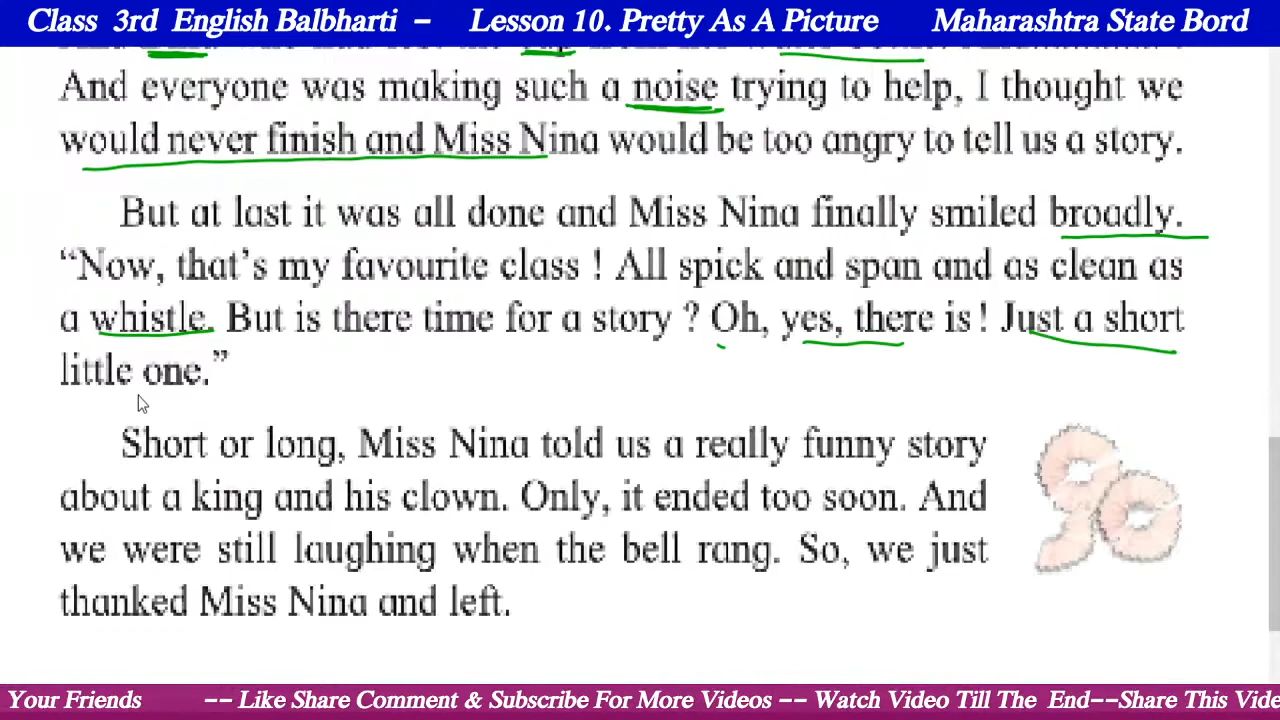 Class 3rd English Balbharti – Lesson 10. Pretty As A Picture Maharashtra State Bord
And everyone was making such a noise trying to help, I thought we
would never finish and Miss Nina would be too angry to tell us a story.
But at last it was all done and Miss Nina finally smiled broadly.
“Now, that’s my favourite class ! All spick and span and as clean as
a whistle. But is there time for a story ? Oh, yes, there is ! Just a short
little one.”
Short or long, Miss Nina told us a really funny story
about a king and his clown. Only, it ended too soon. And
we were still laughing when the bell rang. So, we just
thanked Miss Nina and left.
Your Friends -- Like Share Comment & Subscribe For More Videos -- Watch Video Till The End--Share This Vide